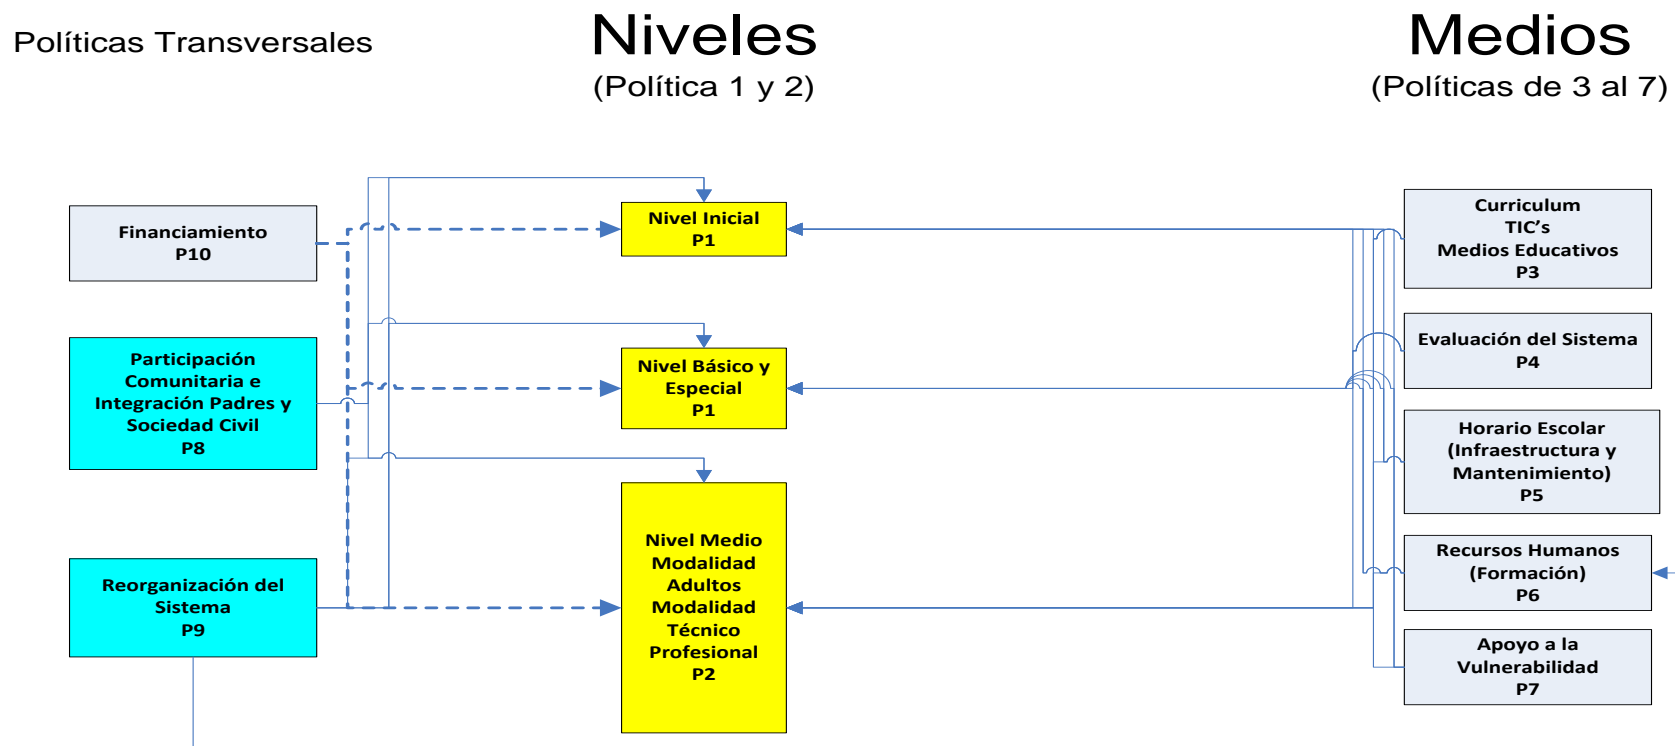 Políticas Transversales
Niveles
(Política 1 y 2)
Medios
(Políticas de 3 al 7)
Financiamiento
P10
Participación
Comunitaria e
Integración Padres y
Sociedad Civil
P8
Reorganización del
Sistema
P9
Nivel Inicial
P1
Nivel Básico y
Especial
P1
Nivel Medio
Modalidad
Adultos
Modalidad
Técnico
Profesional
P2
Curriculum
TIC’s
Medios Educativos
P3
Evaluación del Sistema
P4
Horario Escolar
(Infraestructura y
Mantenimiento)
P5
Recursos Humanos
(Formación)
P6
Apoyo a la
Vulnerabilidad
P7